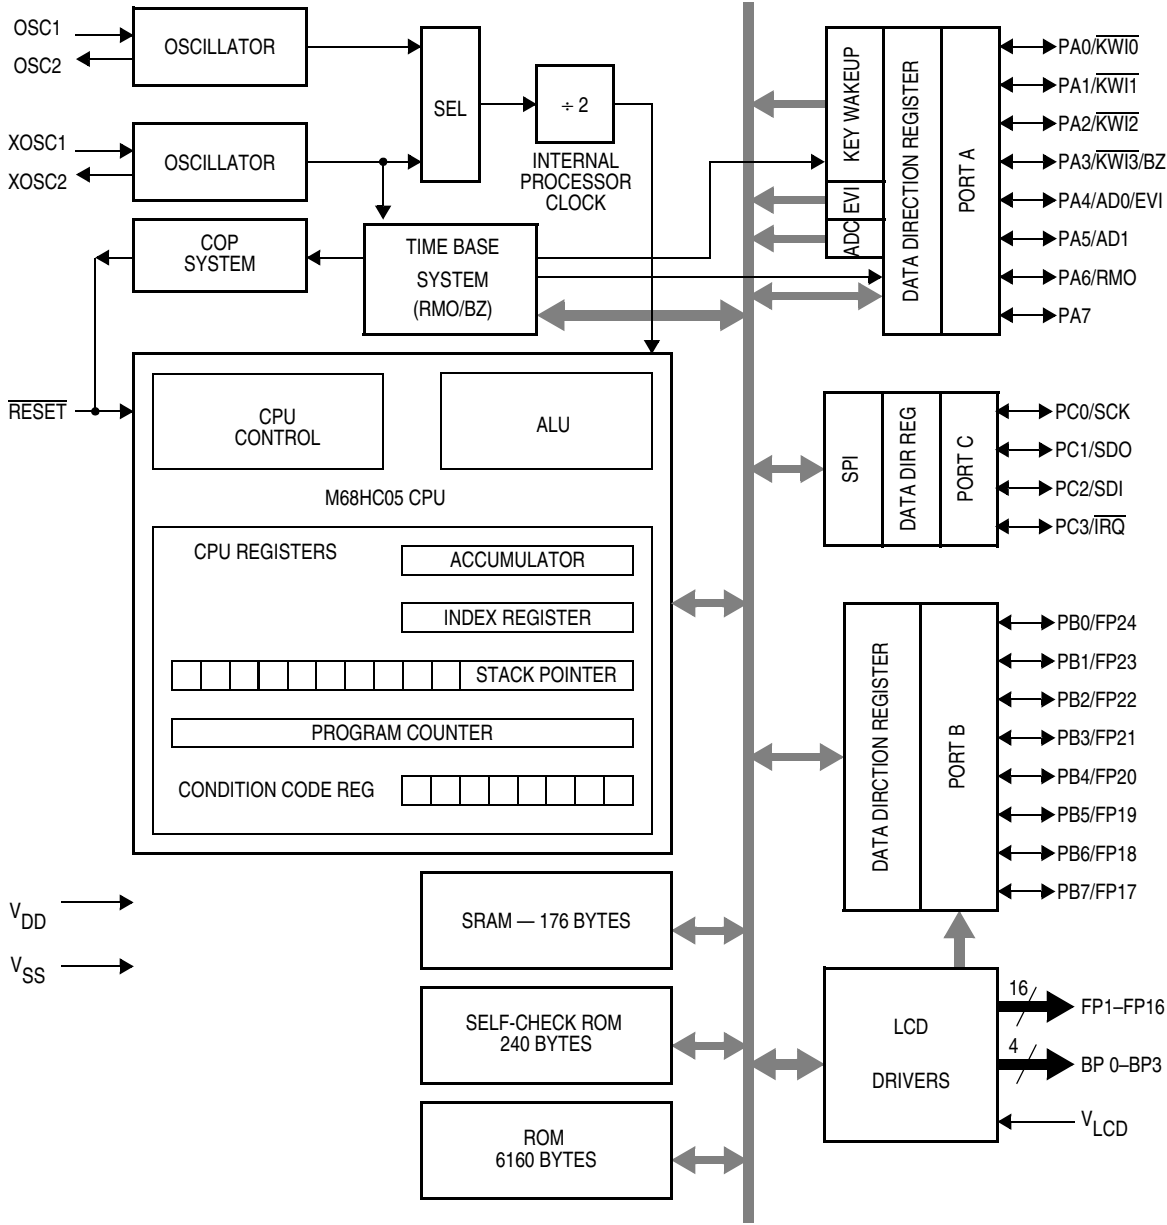 OSC1
OSC2
OSCILLATOR
XOSC1
XOSC2
OSCILLATOR
SEL
÷ 2
INTERNAL
PROCESSOR
CLOCK
COP
SYSTEM
TIME BASE
SYSTEM
(RMO/BZ)
RESET
CPU
CONTROL
ALU
M68HC05 CPU
CPU REGISTERS
ACCUMULATOR
INDEX REGISTER
STACK POINTER
PROGRAM COUNTER
CONDITION CODE REG
VDD
VSS
SRAM — 176 BYTES
SELF-CHECK ROM
240 BYTES
ROM
6160 BYTES
KEY WAKEUP
EVI
ADC
DATA DIRECTION REGISTER
PORT A
PA0/KWI0
PA1/KWI1
PA2/KWI2
PA3/KWI3/BZ
PA4/AD0/EVI
PA5/AD1
PA6/RMO
PA7
SPI
DATA DIR REG
PORT C
PC0/SCK
PC1/SDO
PC2/SDI
PC3/IRQ
DATA DIRCTION REGISTER
PORT B
PB0/FP24
PB1/FP23
PB2/FP22
PB3/FP21
PB4/FP20
PB5/FP19
PB6/FP18
PB7/FP17
LCD
DRIVERS
16
FP1–FP16
4
BP 0–BP3
VLCD